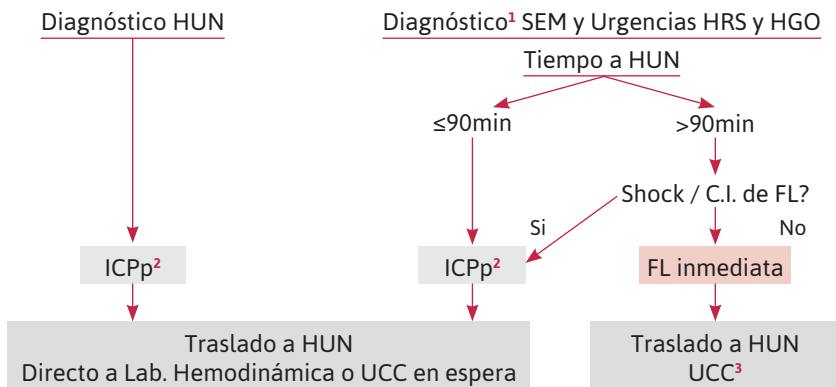 Diagnóstico HUN
Diagnóstico¹ SEM y Urgencias HRS y HGO
Tiempo a HUN
≤90min
>90min
Shock / C.I. de FL?
Si
No
ICPp²
ICPp²
FL inmediata
Traslado a HUN
Directo a Lab. Hemodinámica o UCC en espera
Traslado a HUN
UCC³